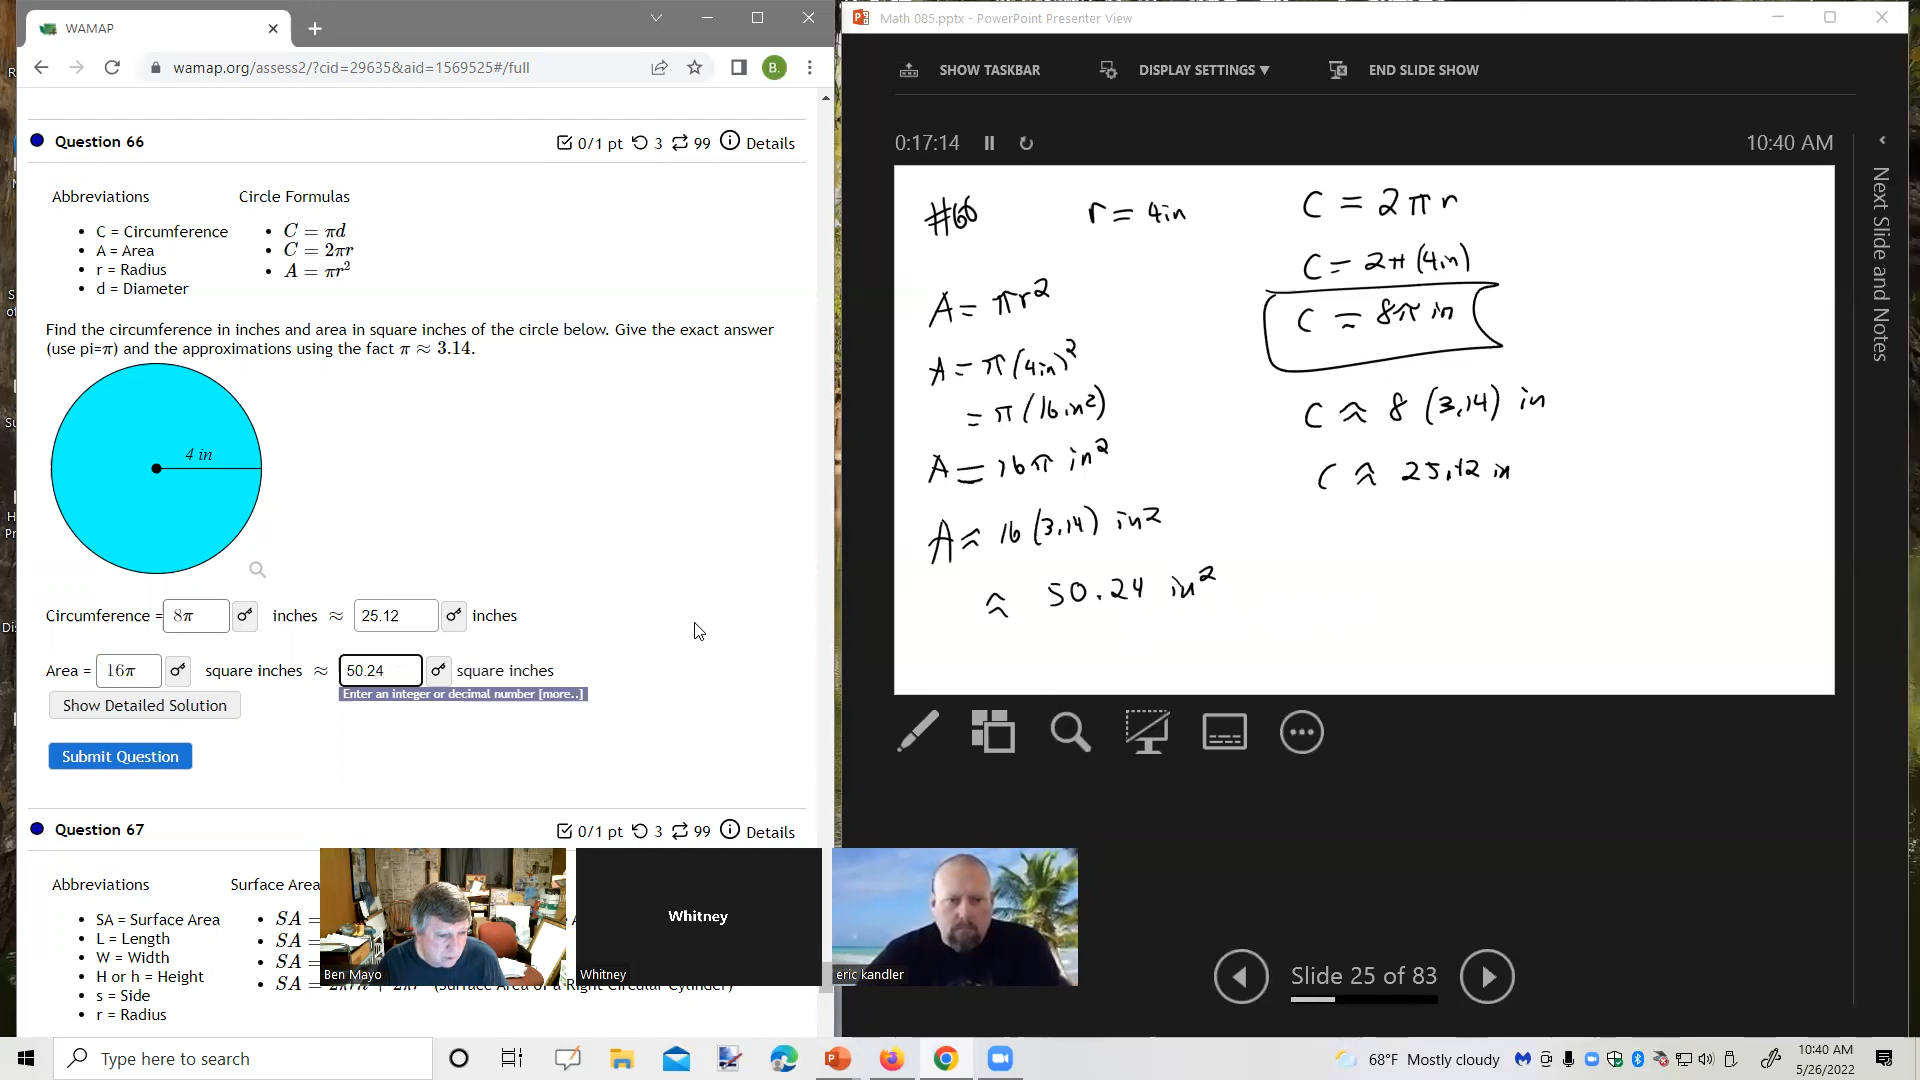 WAMAP
wamap.org/assess2/?cid=29635&aid=1569525#/full
B.
Question 66
0/1 pt 3 99 Details
Abbreviations
C = Circumference
A = Area
r = Radius
d = Diameter
Circle Formulas
C = πd
C = 2πr
A = πr²
Find the circumference in inches and area in square inches of the circle below. Give the exact answer
(use pi=π) and the approximations using the fact π ≈ 3.14.
4 in
Circumference = 8π inches ≈ 25.12 inches
Area = 16π square inches ≈ 50.24 square inches
Enter an integer or decimal number [more..]
Show Detailed Solution
Submit Question
Question 67
0/1 pt 3 99 Details
Abbreviations
SA = Surface Area
L = Length
W = Width
H or h = Height
s = Side
r = Radius
Surface Area
SA =
SA =
SA =
SA =
Ben Mayo
Whitney
Whitney
eric kandler
Math 085.pptx - PowerPoint Presenter View
SHOW TASKBAR
DISPLAY SETTINGS
END SLIDE SHOW
0:17:14
10:40 AM
#66
r = 4in
A = πr²
A = π(4in)²
= π(16in²)
A = 16π in²
A ≈ 16(3.14) in²
≈ 50.24 in²
C = 2πr
C = 2π(4in)
C = 8π in
C ≈ 8(3.14) in
C ≈ 25.12 in
Next Slide and Notes
Slide 25 of 83
Type here to search
68°F Mostly cloudy
10:40 AM
5/26/2022